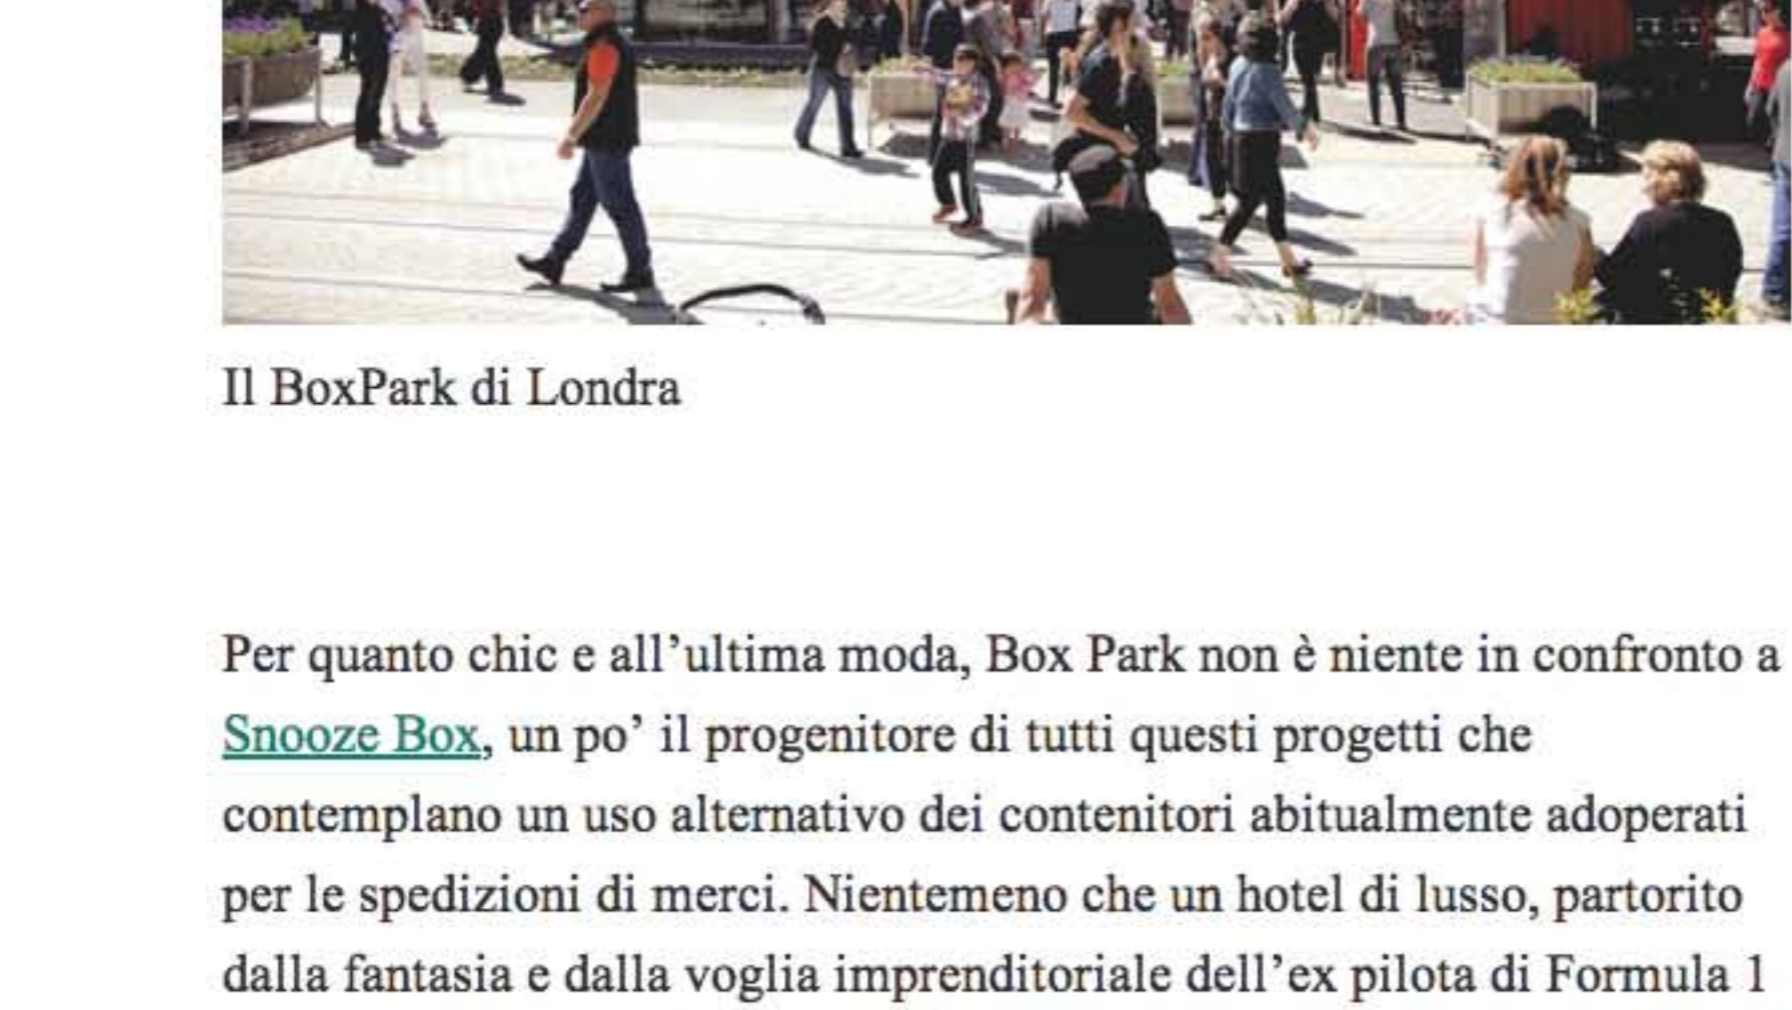 Il BoxPark di Londra
Per quanto chic e all’ultima moda, Box Park non è niente in confronto a
Snooze Box, un po’ il progenitore di tutti questi progetti che
contemplano un uso alternativo dei contenitori abitualmente adoperati
per le spedizioni di merci. Nientemeno che un hotel di lusso, partorito
dalla fantasia e dalla voglia imprenditoriale dell’ex pilota di Formula 1